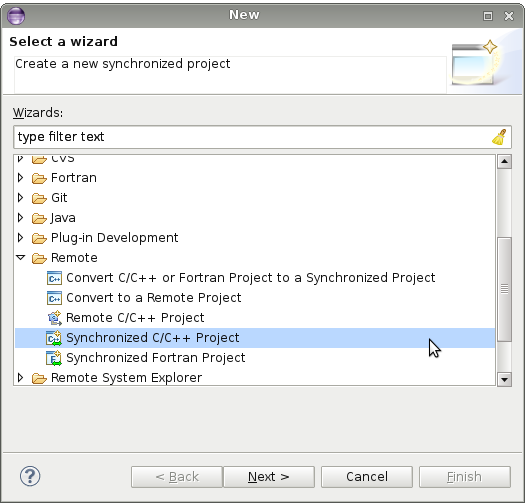 New
Select a wizard
Create a new synchronized project
Wizards:
type filter text
CVS
Fortran
Git
Java
Plug-in Development
Remote
Convert C/C++ or Fortran Project to a Synchronized Project
Convert to a Remote Project
Remote C/C++ Project
Synchronized C/C++ Project
Synchronized Fortran Project
Remote System Explorer
< Back Next > Cancel Finish